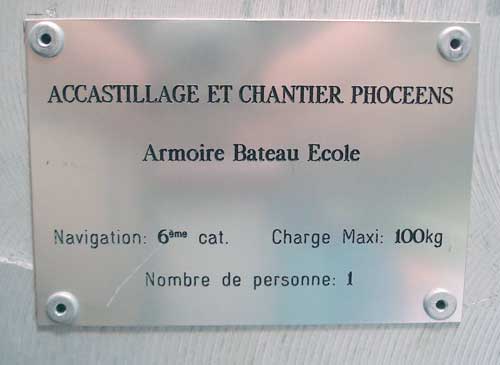 ACCASTILLAGE ET CHANTIER PHOCEENS
Armoire Bateau Ecole
Navigation: 6ème cat. Charge Maxi: 100kg
Nombre de personne: 1